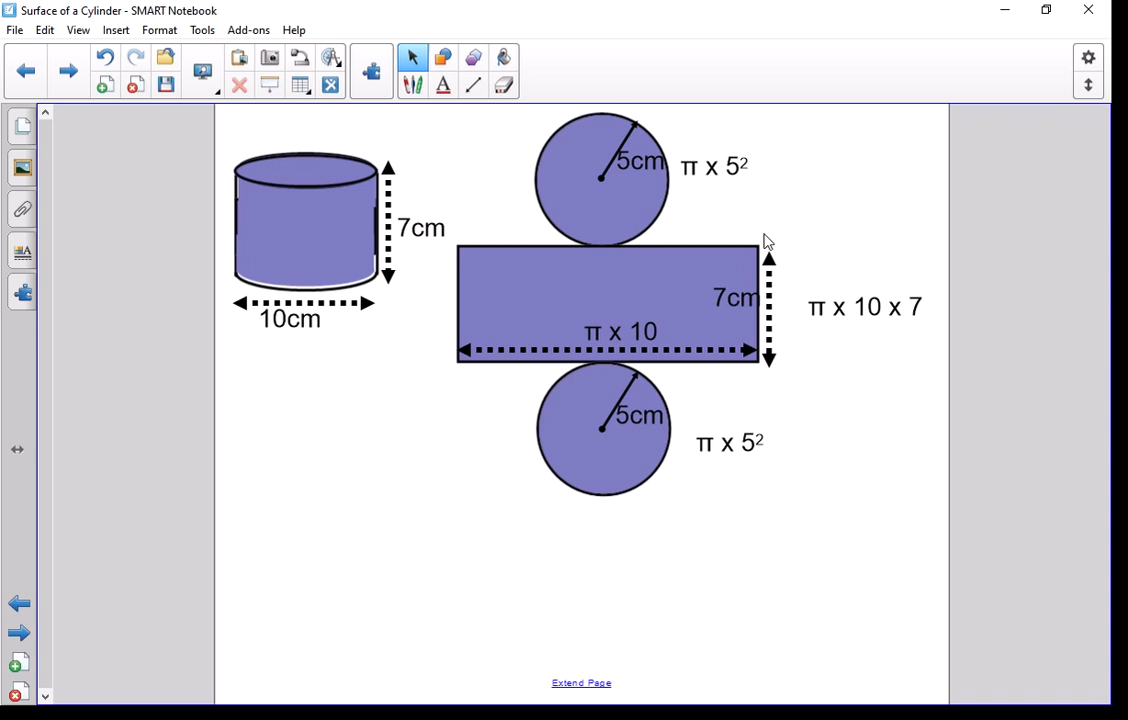 Surface of a Cylinder - SMART Notebook
File Edit View Insert Format Tools Add-ons Help
5cm
π x 5²
7cm
10cm
7cm
π x 10
π x 10 x 7
5cm
π x 5²
Extend Page